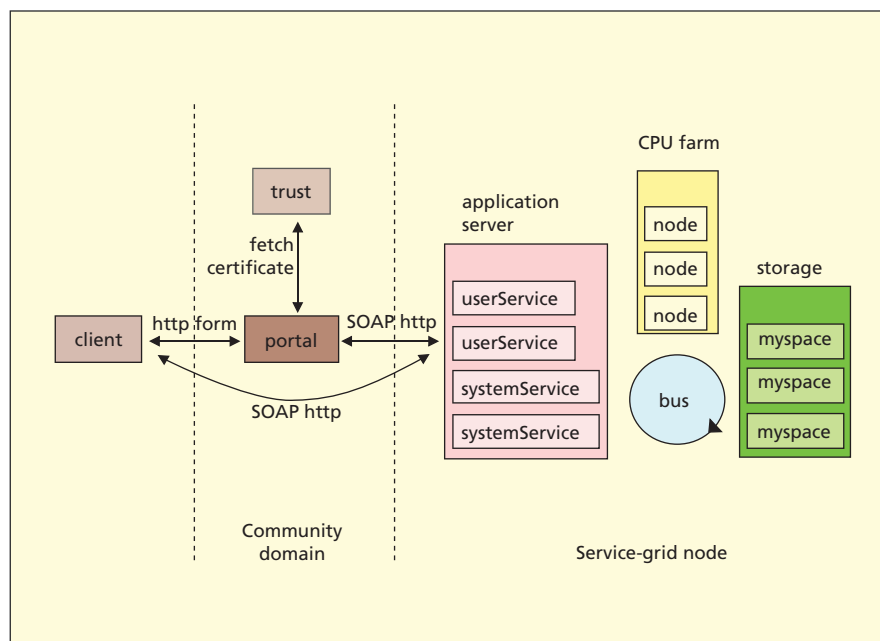 CPU farm
trust
application
server
node
fetch
certificate
node
storage
userService
node
http form
SOAP http
client
portal
userService
myspace
systemService
myspace
bus
SOAP http
systemService
myspace
Community
domain
Service-grid node